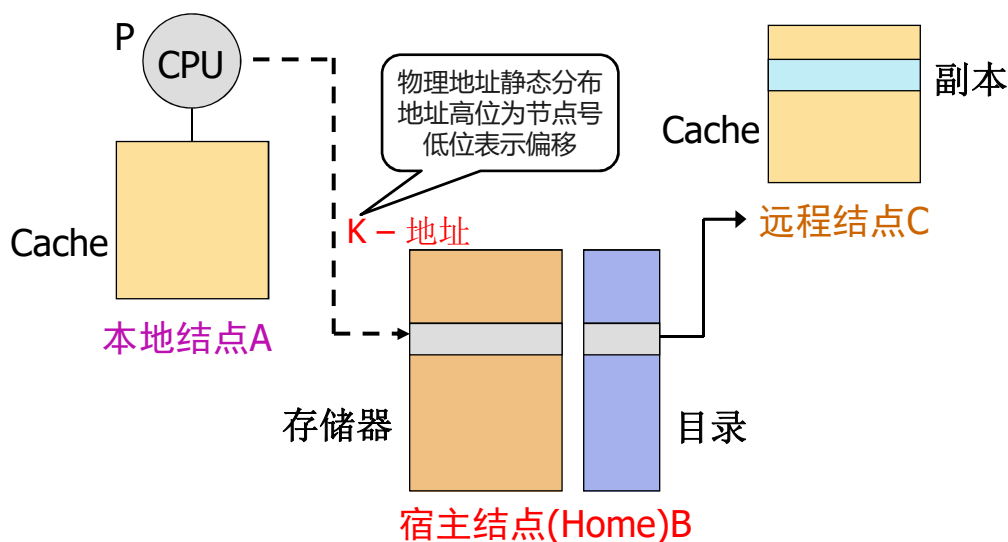 P
CPU
物理地址静态分布
地址高位为节点号
低位表示偏移
副本
Cache
远程结点C
K – 地址
Cache
本地结点A
存储器
目录
宿主结点(Home)B